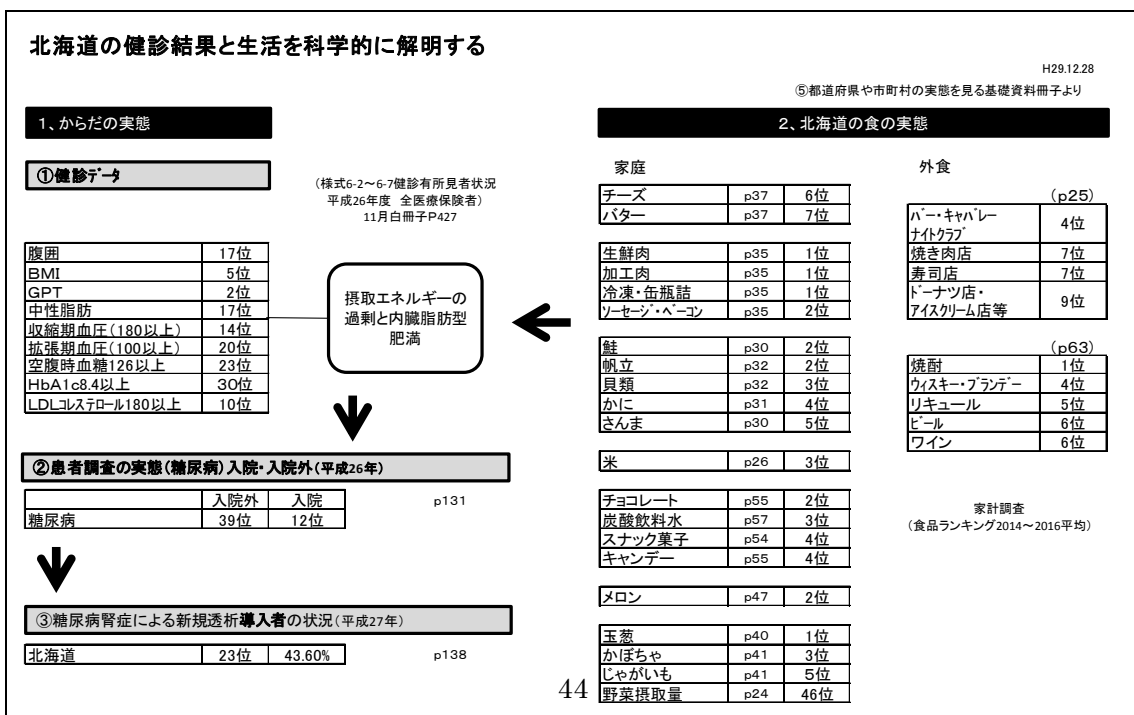 北海道の健診結果と生活を科学的に解明する
H29.12.28
⑤都道府県や市町村の実態を見る基礎資料冊子より
1、からだの実態
①健診データ
(様式6-2～6-7健診有所見者状況
平成26年度 全医療保険者)
11月白冊子P427
腹囲 17位
BMI 5位
GPT 2位
中性脂肪 17位
収縮期血圧(180以上) 14位
拡張期血圧(100以上) 20位
空腹時血糖126以上 23位
HbA1c8.4以上 30位
LDLコレステロール180以上 10位
摂取エネルギーの
過剰と内臓脂肪型
肥満
②患者調査の実態(糖尿病)入院・入院外(平成26年)
入院外 入院
糖尿病 39位 12位
p131
③糖尿病腎症による新規透析導入者の状況(平成27年)
北海道 23位 43.60%
p138
2、北海道の食の実態
家庭
チーズ p37 6位
バター p37 7位
生鮮肉 p35 1位
加工肉 p35 1位
冷凍・缶瓶詰 p35 1位
ソーセージ・ベーコン p35 2位
鮭 p30 2位
帆立 p32 2位
貝類 p32 3位
かに p31 4位
さんま p30 5位
米 p26 3位
チョコレート p55 2位
炭酸飲料水 p57 3位
スナック菓子 p54 4位
キャンデー p55 4位
メロン p47 2位
玉葱 p40 1位
かぼちゃ p41 3位
じゃがいも p41 5位
野菜摂取量 p24 46位
外食
(p25)
バー・キャバレー
ナイトクラブ 4位
焼き肉店 7位
寿司店 7位
ドーナツ店・
アイスクリーム店等 9位
(p63)
焼酎 1位
ウィスキー・ブランデー 4位
リキュール 5位
ビール 6位
ワイン 6位
家計調査
(食品ランキング2014～2016平均)
44